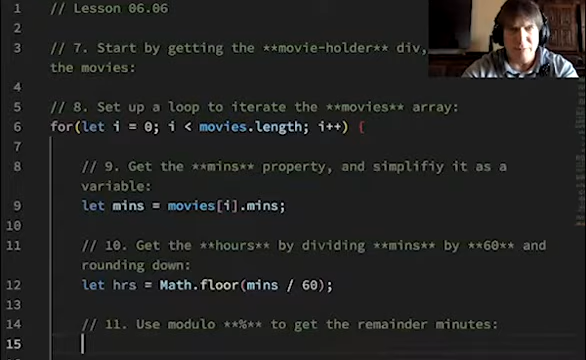 1 // Lesson 06.06
2
3 // 7. Start by getting the **movie-holder** div,
the movies:
4
5 // 8. Set up a loop to iterate the **movies** array:
6 for(let i = 0; i < movies.length; i++) {
7
8 // 9. Get the **mins** property, and simplifiy it as a
variable:
9 let mins = movies[i].mins;
10
11 // 10. Get the **hours** by dividing **mins** by **60** and
rounding down:
12 let hrs = Math.floor(mins / 60);
13
14 // 11. Use modulo **%** to get the remainder minutes:
15